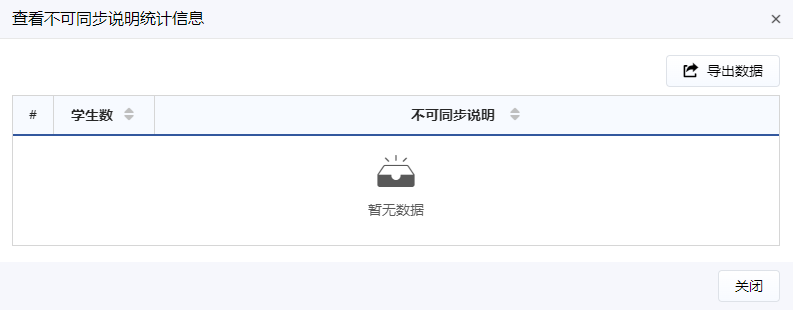 查看不可同步说明统计信息
导出数据
# 学生数 不可同步说明
暂无数据
关闭